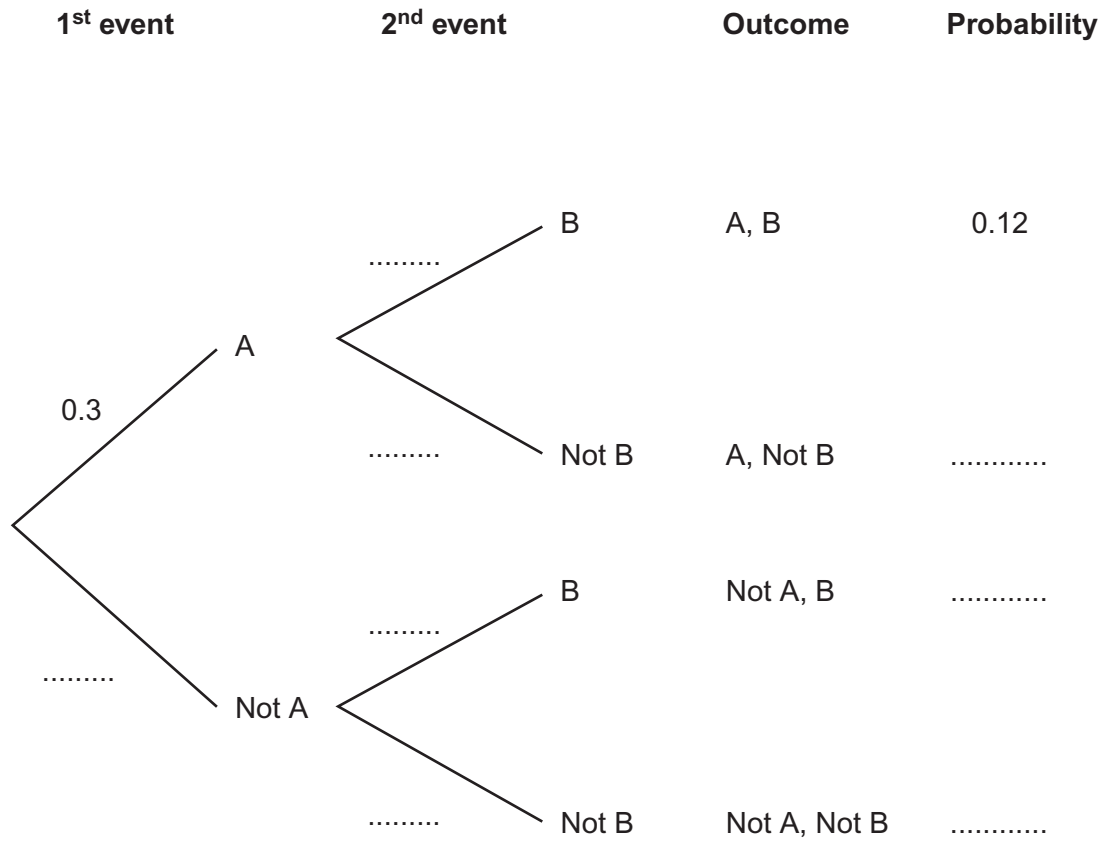 1st event 2nd event Outcome Probability
B A, B 0.12
.........
A
0.3
......... Not B A, Not B ............
B Not A, B ............
.........
.........
Not A
......... Not B Not A, Not B ............